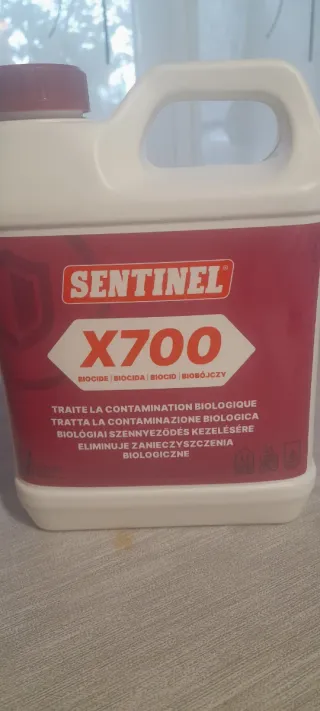 SENTINEL®
X700
BIOCIDE | BIOCIDA | BIOCID | BIOBÓJCZY
TRAITE LA CONTAMINATION BIOLOGIQUE
TRATTA LA CONTAMINAZIONE BIOLOGICA
BIOLÓGIAI SZENNYEZŐDÉS KEZELÉSÉRE
ELIMINUJE ZANIECZYSZCZENIA
BIOLOGICZNE